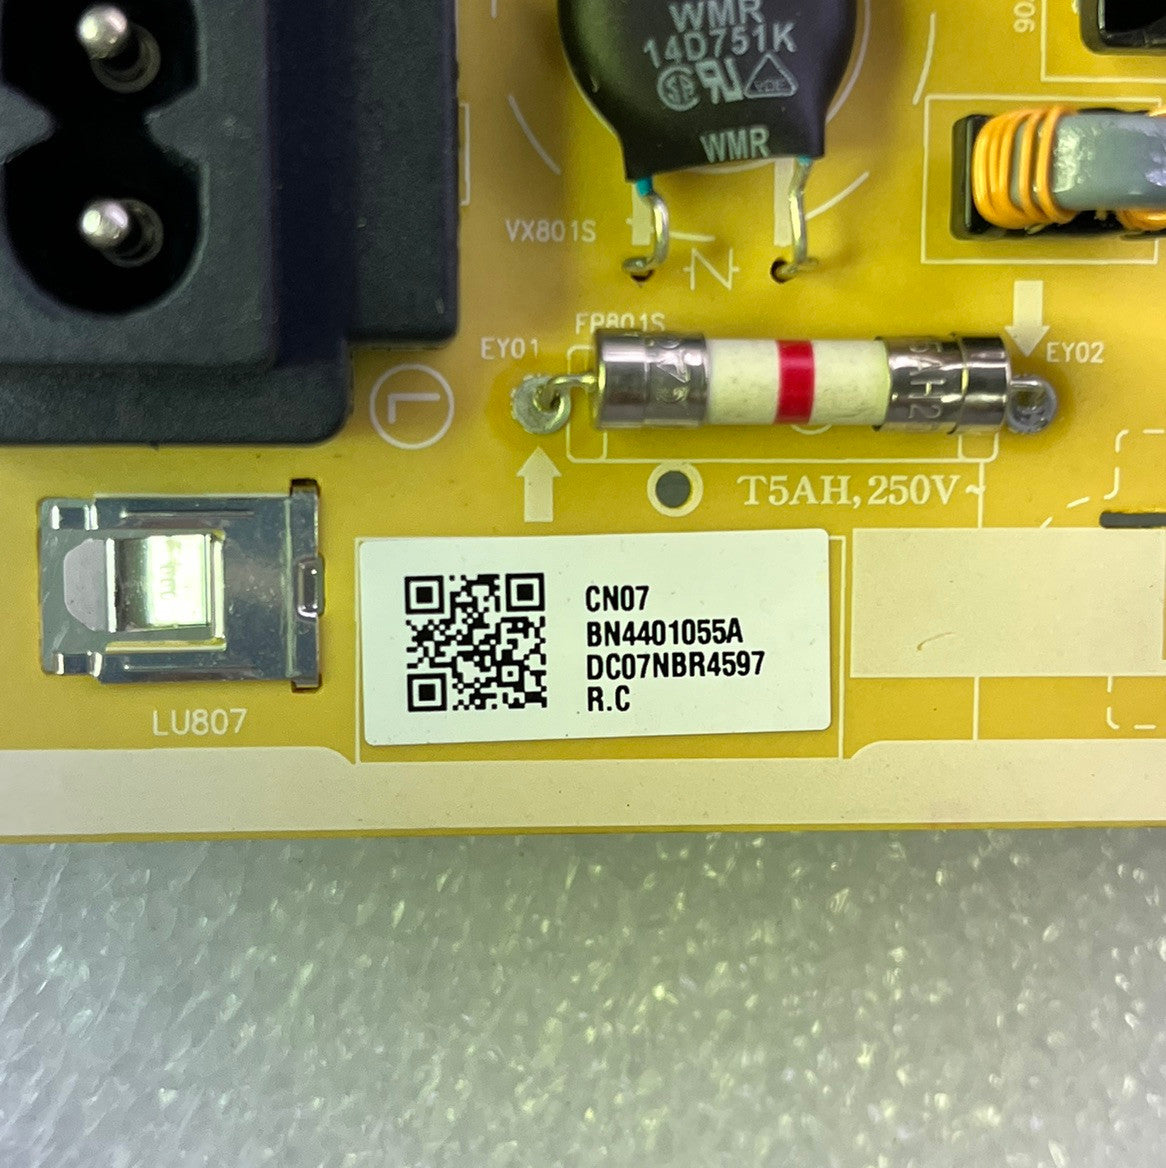 WMR
14D751K
WMR
VX801S
N
FP801S
EY01
EY02
L
T5AH, 250V~
CN07
BN4401055A
DC07NBR4597
R.C
LU807